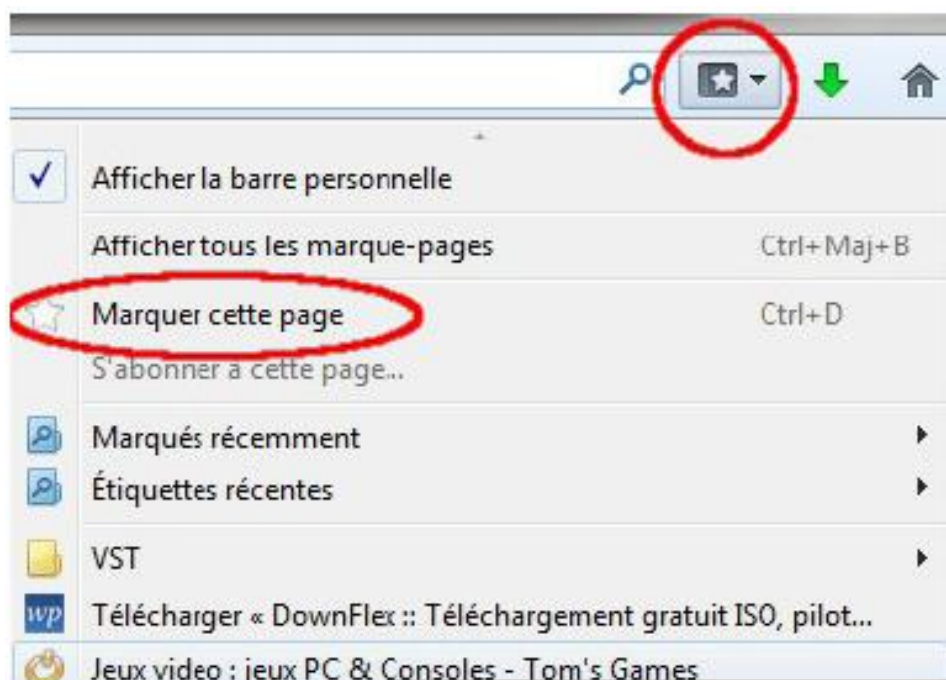 Afficher la barre personnelle
Afficher tous les marque-pages Ctrl+Maj+B
Marquer cette page Ctrl+D
S'abonner à cette page...
Marqués récemment
Étiquettes récentes
VST
wp Télécharger « DownFlex :: Téléchargement gratuit ISO, pilot...
Jeux video : jeux PC & Consoles - Tom's Games